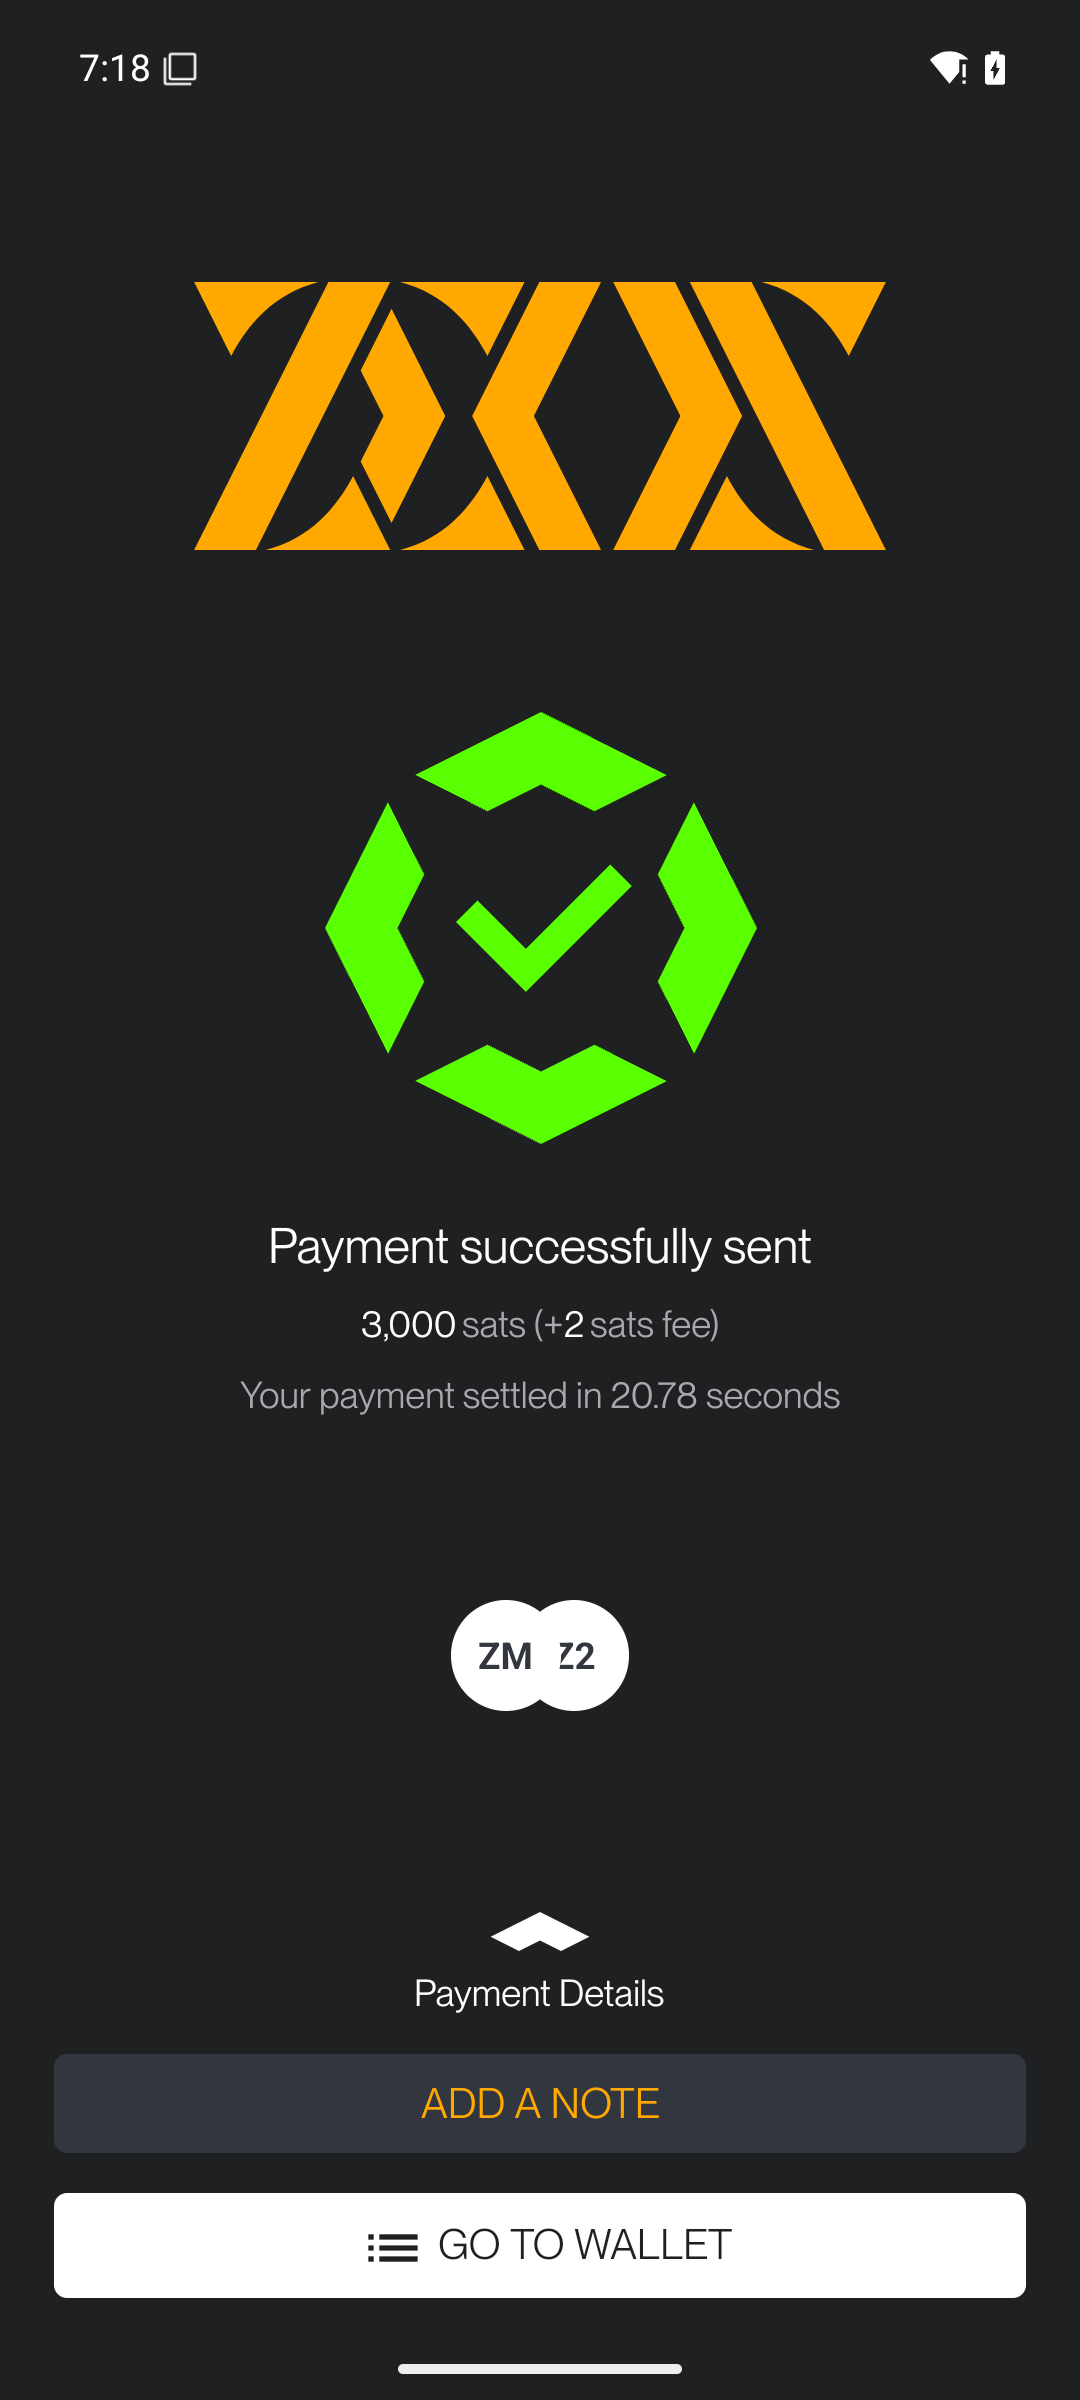 7:18
ZEUS
Payment successfully sent
3,000 sats (+2 sats fee)
Your payment settled in 20.78 seconds
ZM Z2
Payment Details
ADD A NOTE
GO TO WALLET